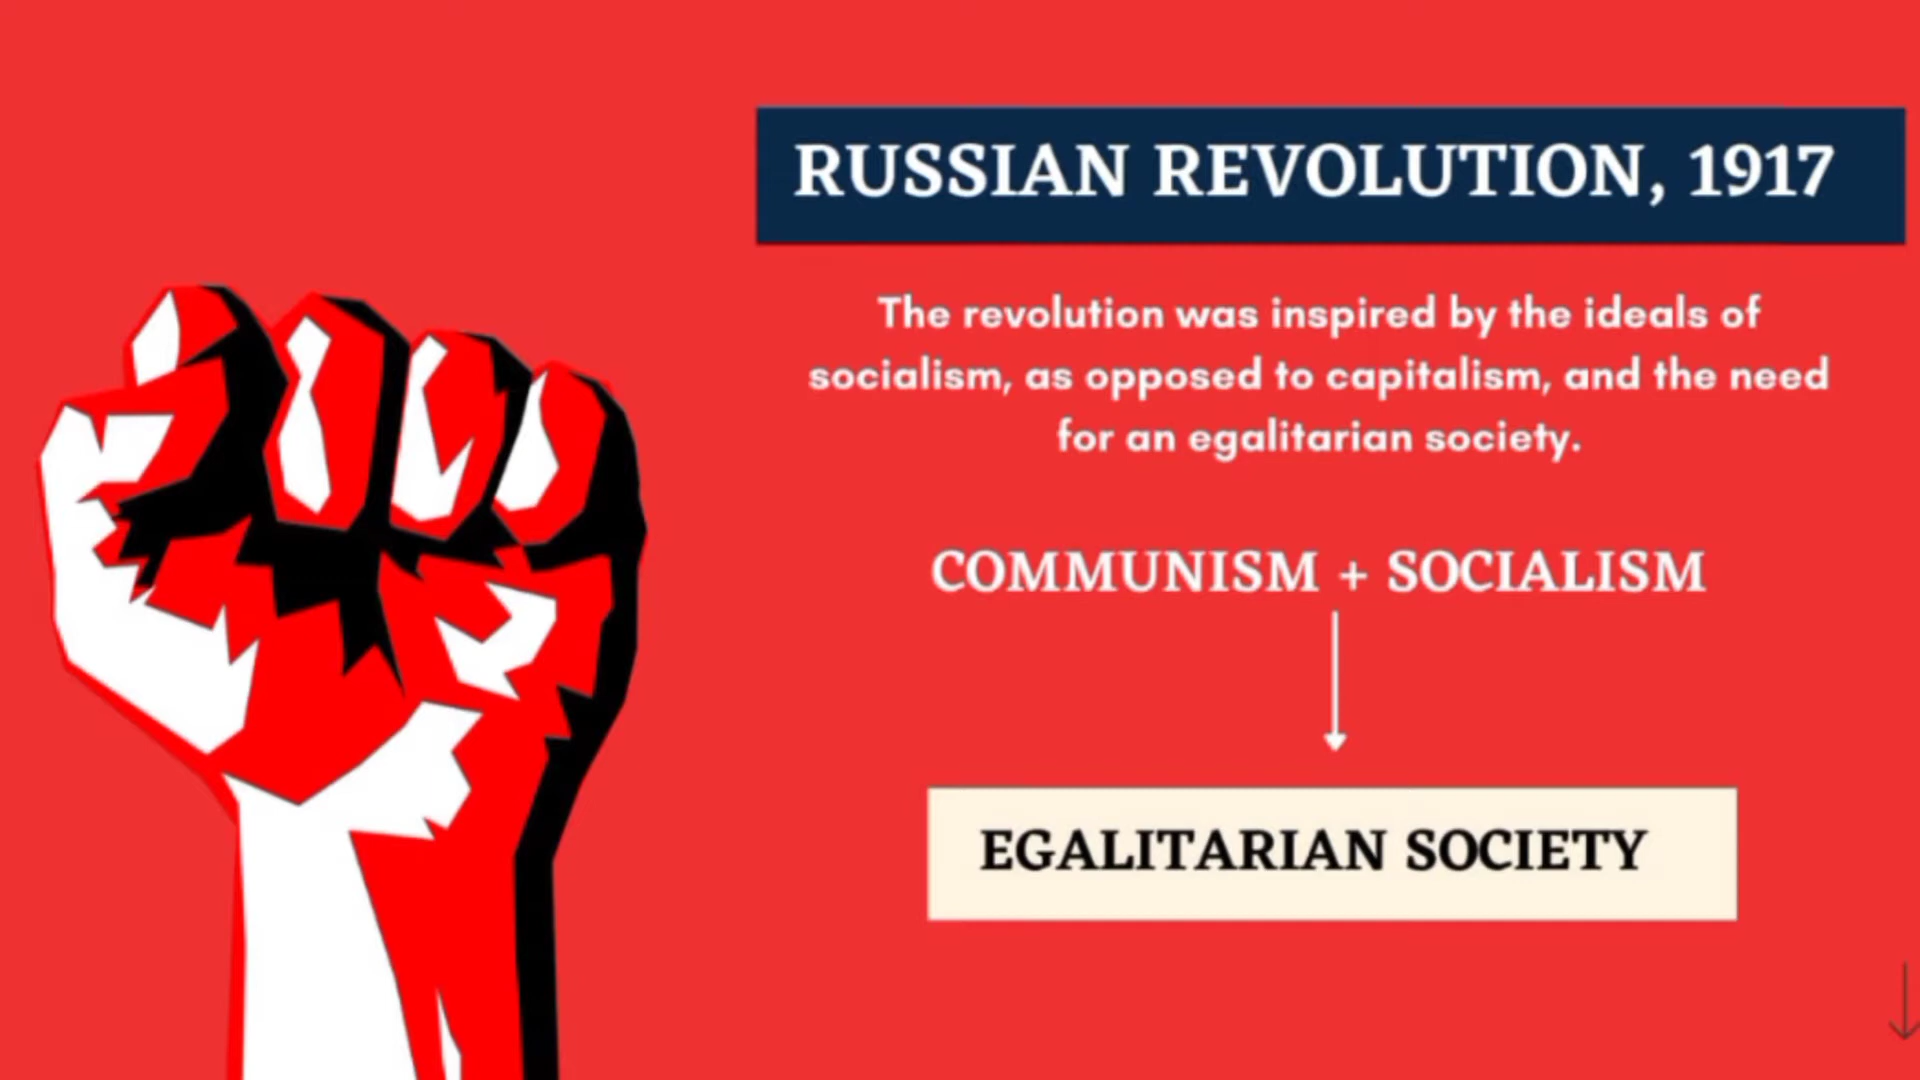 RUSSIAN REVOLUTION, 1917
The revolution was inspired by the ideals of
socialism, as opposed to capitalism, and the need
for an egalitarian society.
COMMUNISM + SOCIALISM
EGALITARIAN SOCIETY